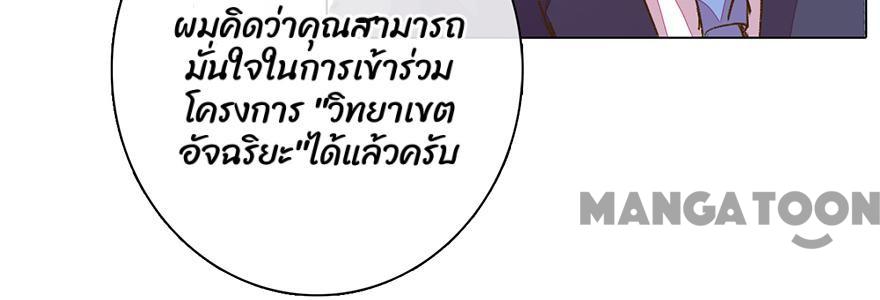 ผมคิดว่าคุณสามารถ
มั่นใจในการเข้าร่วม
โครงการ "วิทยาเขต
อัจฉริยะ"ได้แล้วครับ
MANGATOON